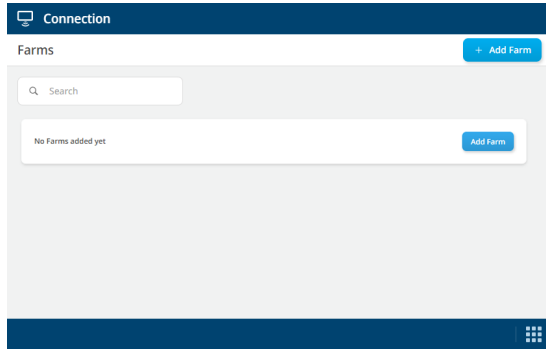 Connection
Farms
+ Add Farm
Search
No Farms added yet
Add Farm